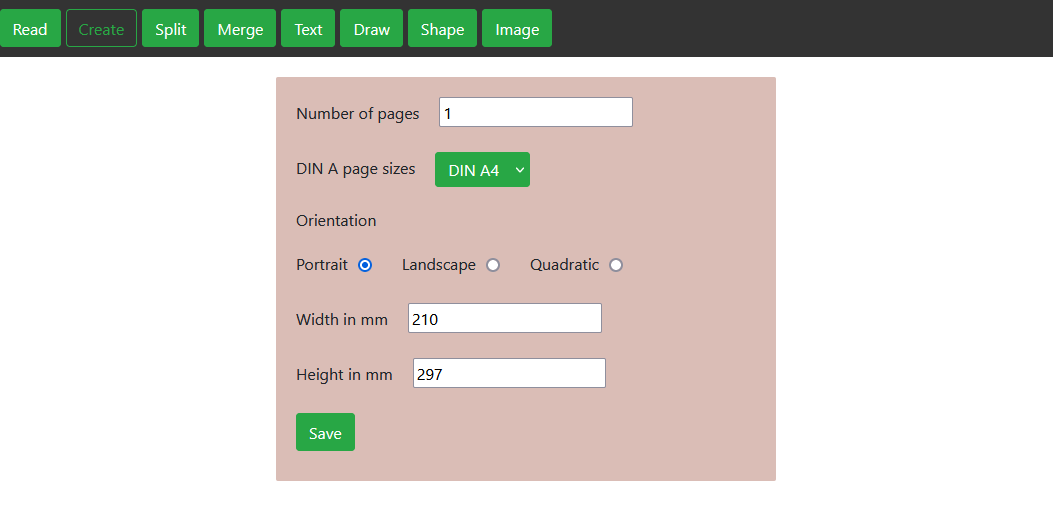 Read Create Split Merge Text Draw Shape Image
Number of pages 1
DIN A page sizes DIN A4
Orientation
Portrait Landscape Quadratic
Width in mm 210
Height in mm 297
Save